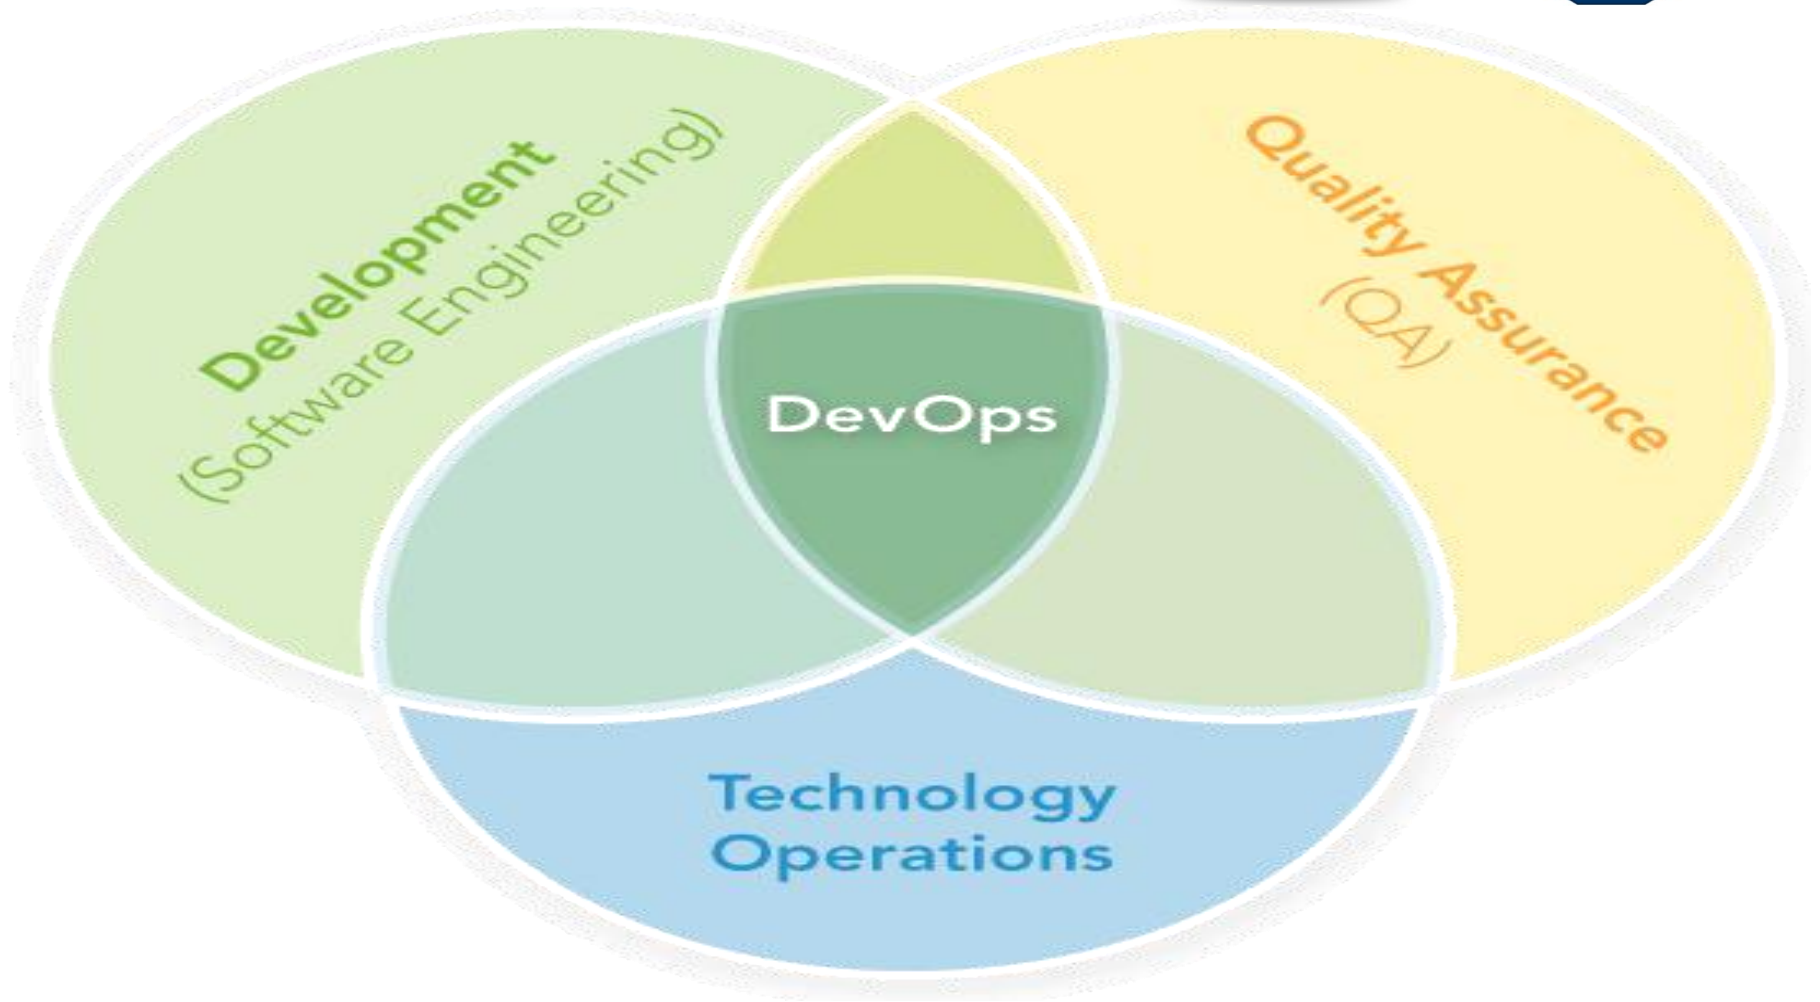 Development
(Software Engineering)
Quality Assurance
(QA)
DevOps
Technology
Operations